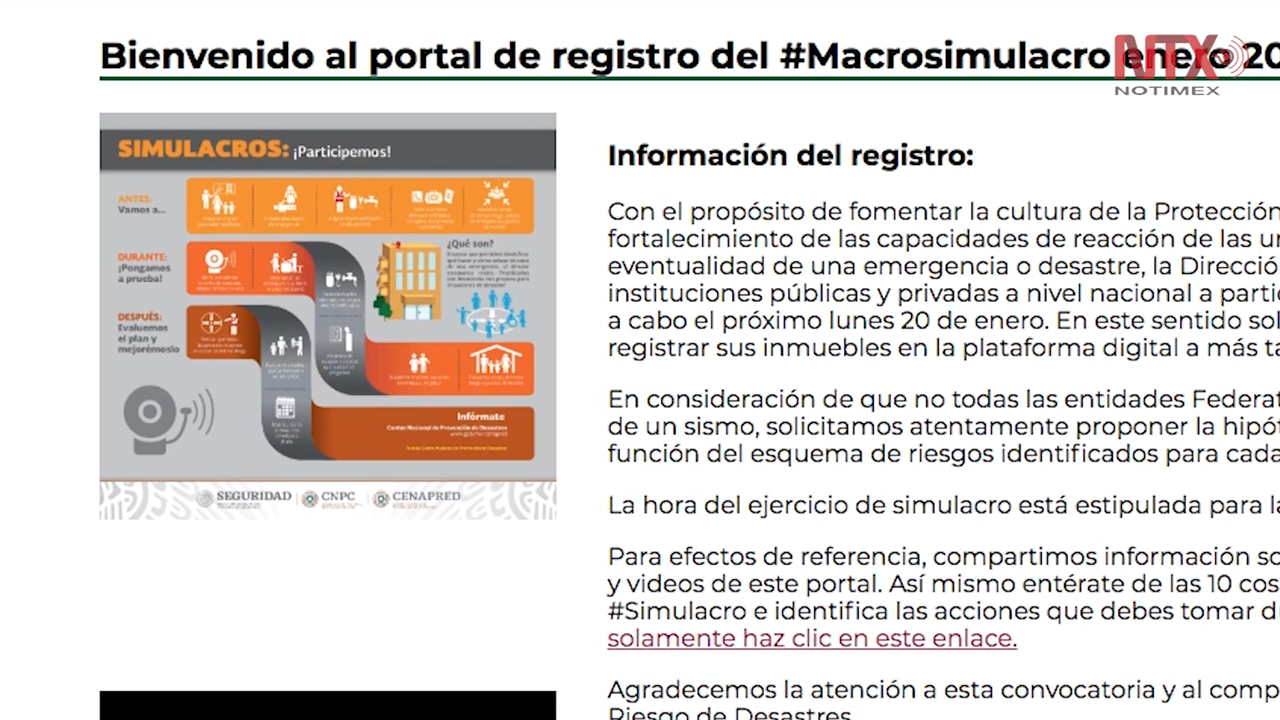 Bienvenido al portal de registro del #Macrosimulacro enero 20
NTX
NOTIMEX
SIMULACROS: ¡Participemos!
ANTES:
Vamos a...
DURANTE:
¡Pongamos
a prueba!
¿Qué son?
DESPUÉS:
Evaluemos
el plan y
mejorémoslo
Infórmate
Centro Nacional de Prevención de Desastres
SEGURIDAD
CNPC
CENAPRED
Información del registro:
Con el propósito de fomentar la cultura de la Protección
fortalecimiento de las capacidades de reacción de las
eventualidad de una emergencia o desastre, la Direcció
instituciones públicas y privadas a nivel nacional a partic
a cabo el próximo lunes 20 de enero. En este sentido sol
registrar sus inmuebles en la plataforma digital a más ta
En consideración de que no todas las entidades Federat
de un sismo, solicitamos atentamente proponer la hipót
función del esquema de riesgos identificados para cada
La hora del ejercicio de simulacro está estipulada para la
Para efectos de referencia, compartimos información so
y videos de este portal. Así mismo entérate de las 10 cos
#Simulacro e identifica las acciones que debes tomar du
solamente haz clic en este enlace.
Agradecemos la atención a esta convocatoria y al comp
Riesgo de Desastres